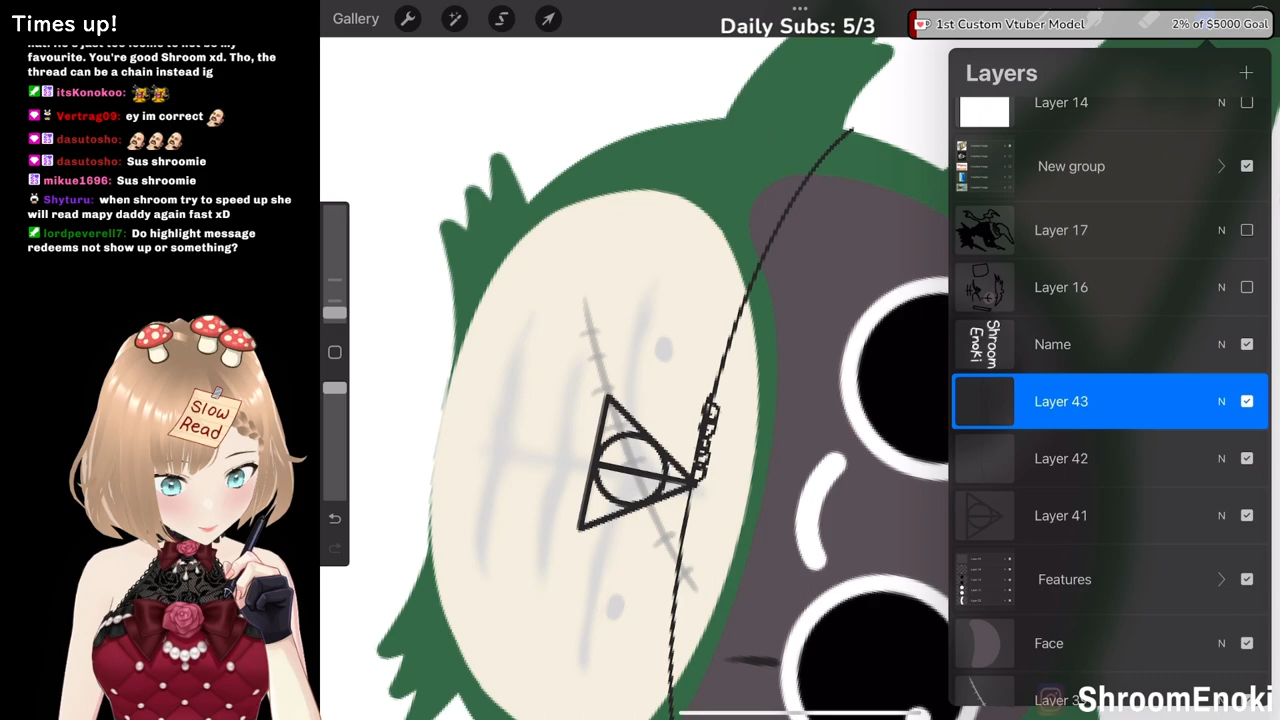 Times up!
Gallery
Daily Subs: 5/3
1st Custom Vtuber Model
2% of $5000 Goal
favourite. You're good Shroom xd. Tho, the
thread can be a chain instead ig
itsKonokoo:
Vertrag09: ey im correct
dasutosho:
dasutosho: Sus shroomie
mikue1696: Sus shroomie
Shyturu: when shroom try to speed up she
will read mapy daddy again fast xD
lordpeverell7: Do highlight message
redeems not show up or something?
Slow
Read
Layers
Layer 14 N
New group
Layer 17 N
Layer 16 N
Shroom
Enoki
Name N
Layer 43 N
Layer 42 N
Layer 41 N
Features
Face N
Layer
ShroomEnoki